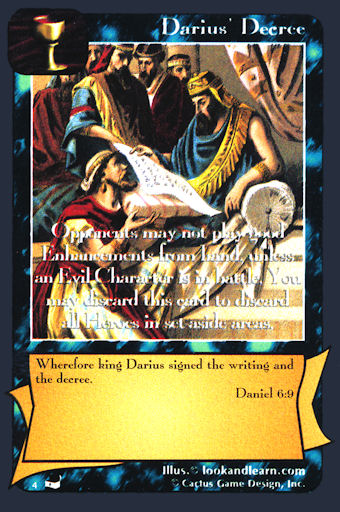 Darius' Decree
Opponents may not play good
Enhancements from hand, unless
an Evil Character is in battle. You
may discard this card to discard
all Heroes in set-aside areas.
Wherefore king Darius signed the writing and
the decree.
Daniel 6:9
4
Illus. © lookandlearn.com
© Cactus Game Design, Inc.